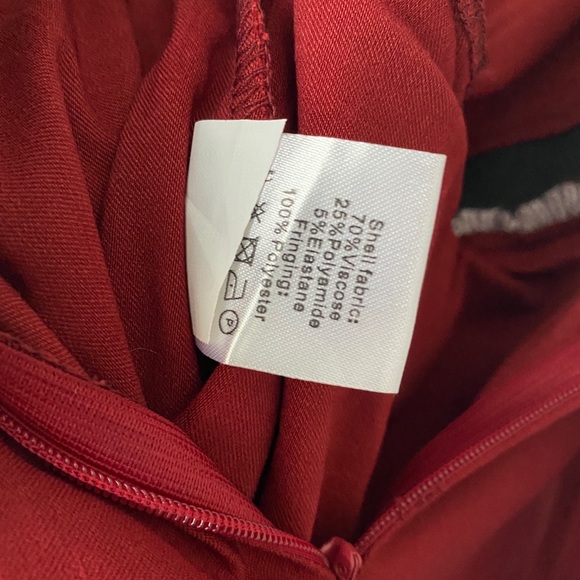 Shell fabric:
70%Viscose
25%Polyamide
5%Elastane
Fringing:
100% polyester
P